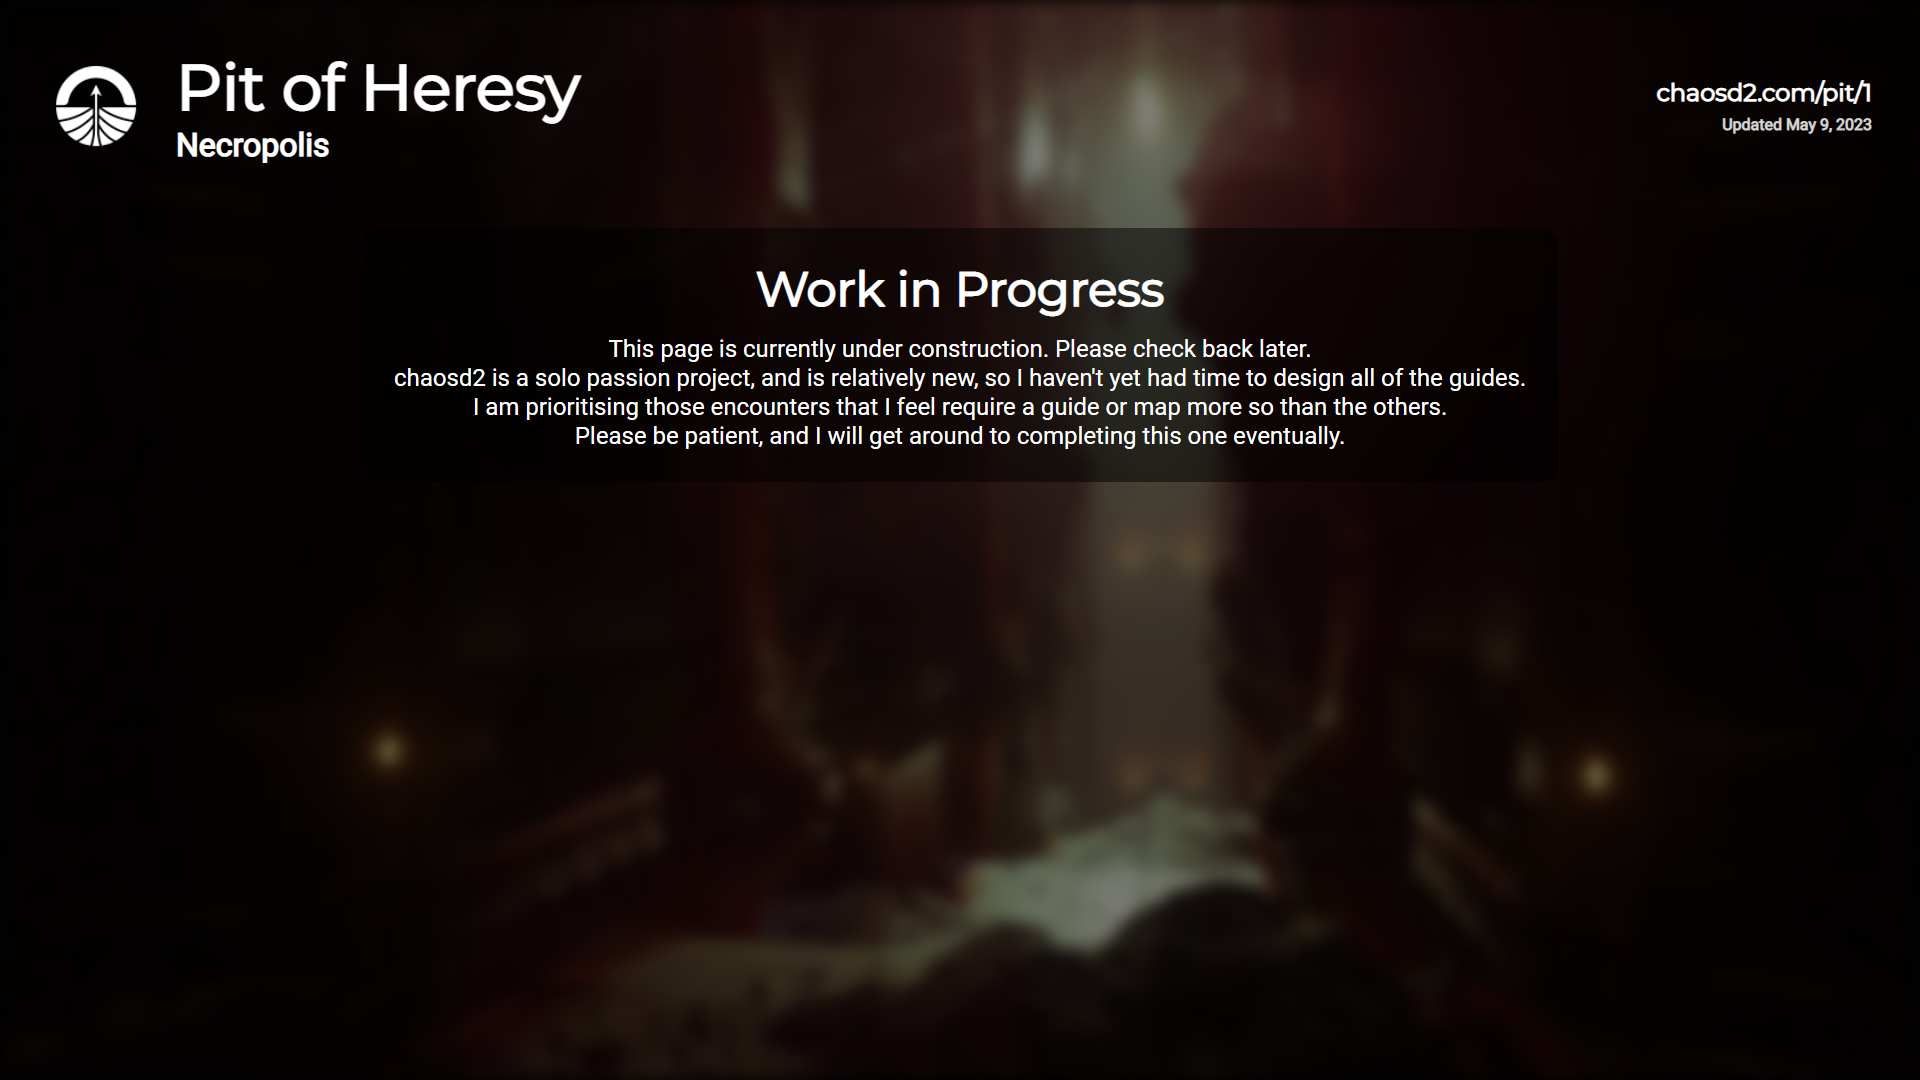 Pit of Heresy
Necropolis
chaosd2.com/pit/1
Updated May 9, 2023
Work in Progress
This page is currently under construction. Please check back later.
chaosd2 is a solo passion project, and is relatively new, so I haven't yet had time to design all of the guides.
I am prioritising those encounters that I feel require a guide or map more so than the others.
Please be patient, and I will get around to completing this one eventually.